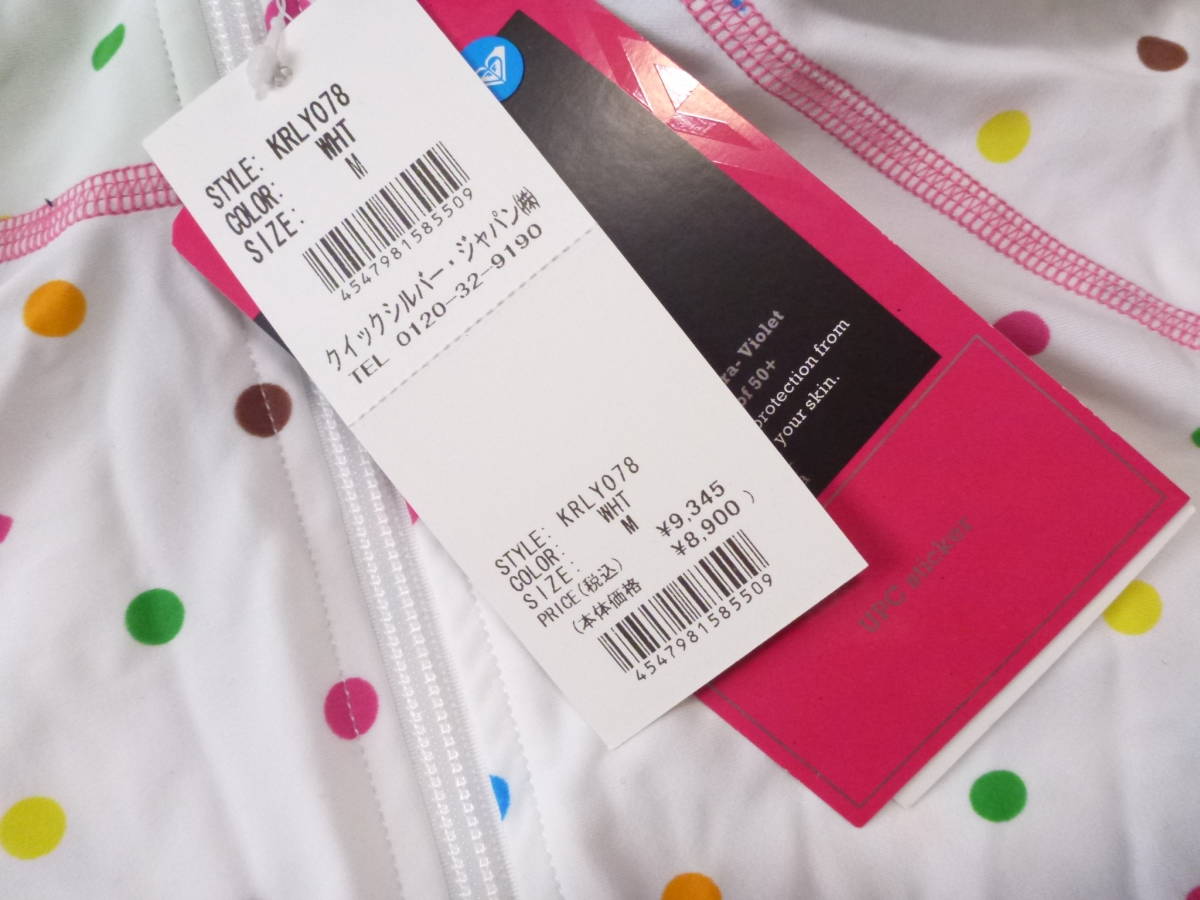 STYLE: KRLY078
COLOR: WHT
SIZE: M
4547981585509
クイックシルバー・ジャパン㈱
TEL 0120-32-9190
STYLE: KRLY078
COLOR: WHT
SIZE: M
PRICE(税込) ¥9,345
(本体価格 ¥8,900 )
4547981585509
ra-Violet
of 50+
protection from
your skin.
UPC sticker